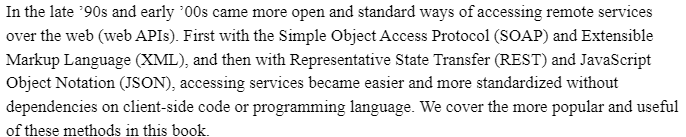 In the late ’90s and early ’00s came more open and standard ways of accessing remote services
over the web (web APIs). First with the Simple Object Access Protocol (SOAP) and Extensible
Markup Language (XML), and then with Representative State Transfer (REST) and JavaScript
Object Notation (JSON), accessing services became easier and more standardized without
dependencies on client-side code or programming language. We cover the more popular and useful
of these methods in this book.